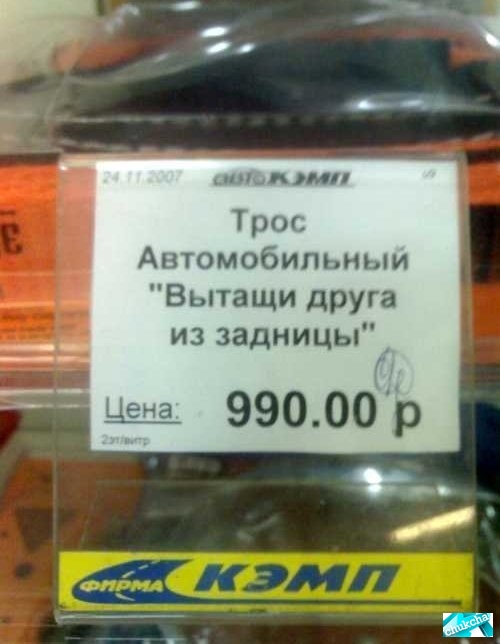 24.11.2007 АВТОКЭМП
Трос
Автомобильный
"Вытащи друга
из задницы"
Цена: 990.00 р
2эт/витр
ФИРМА КЭМП
chukcha